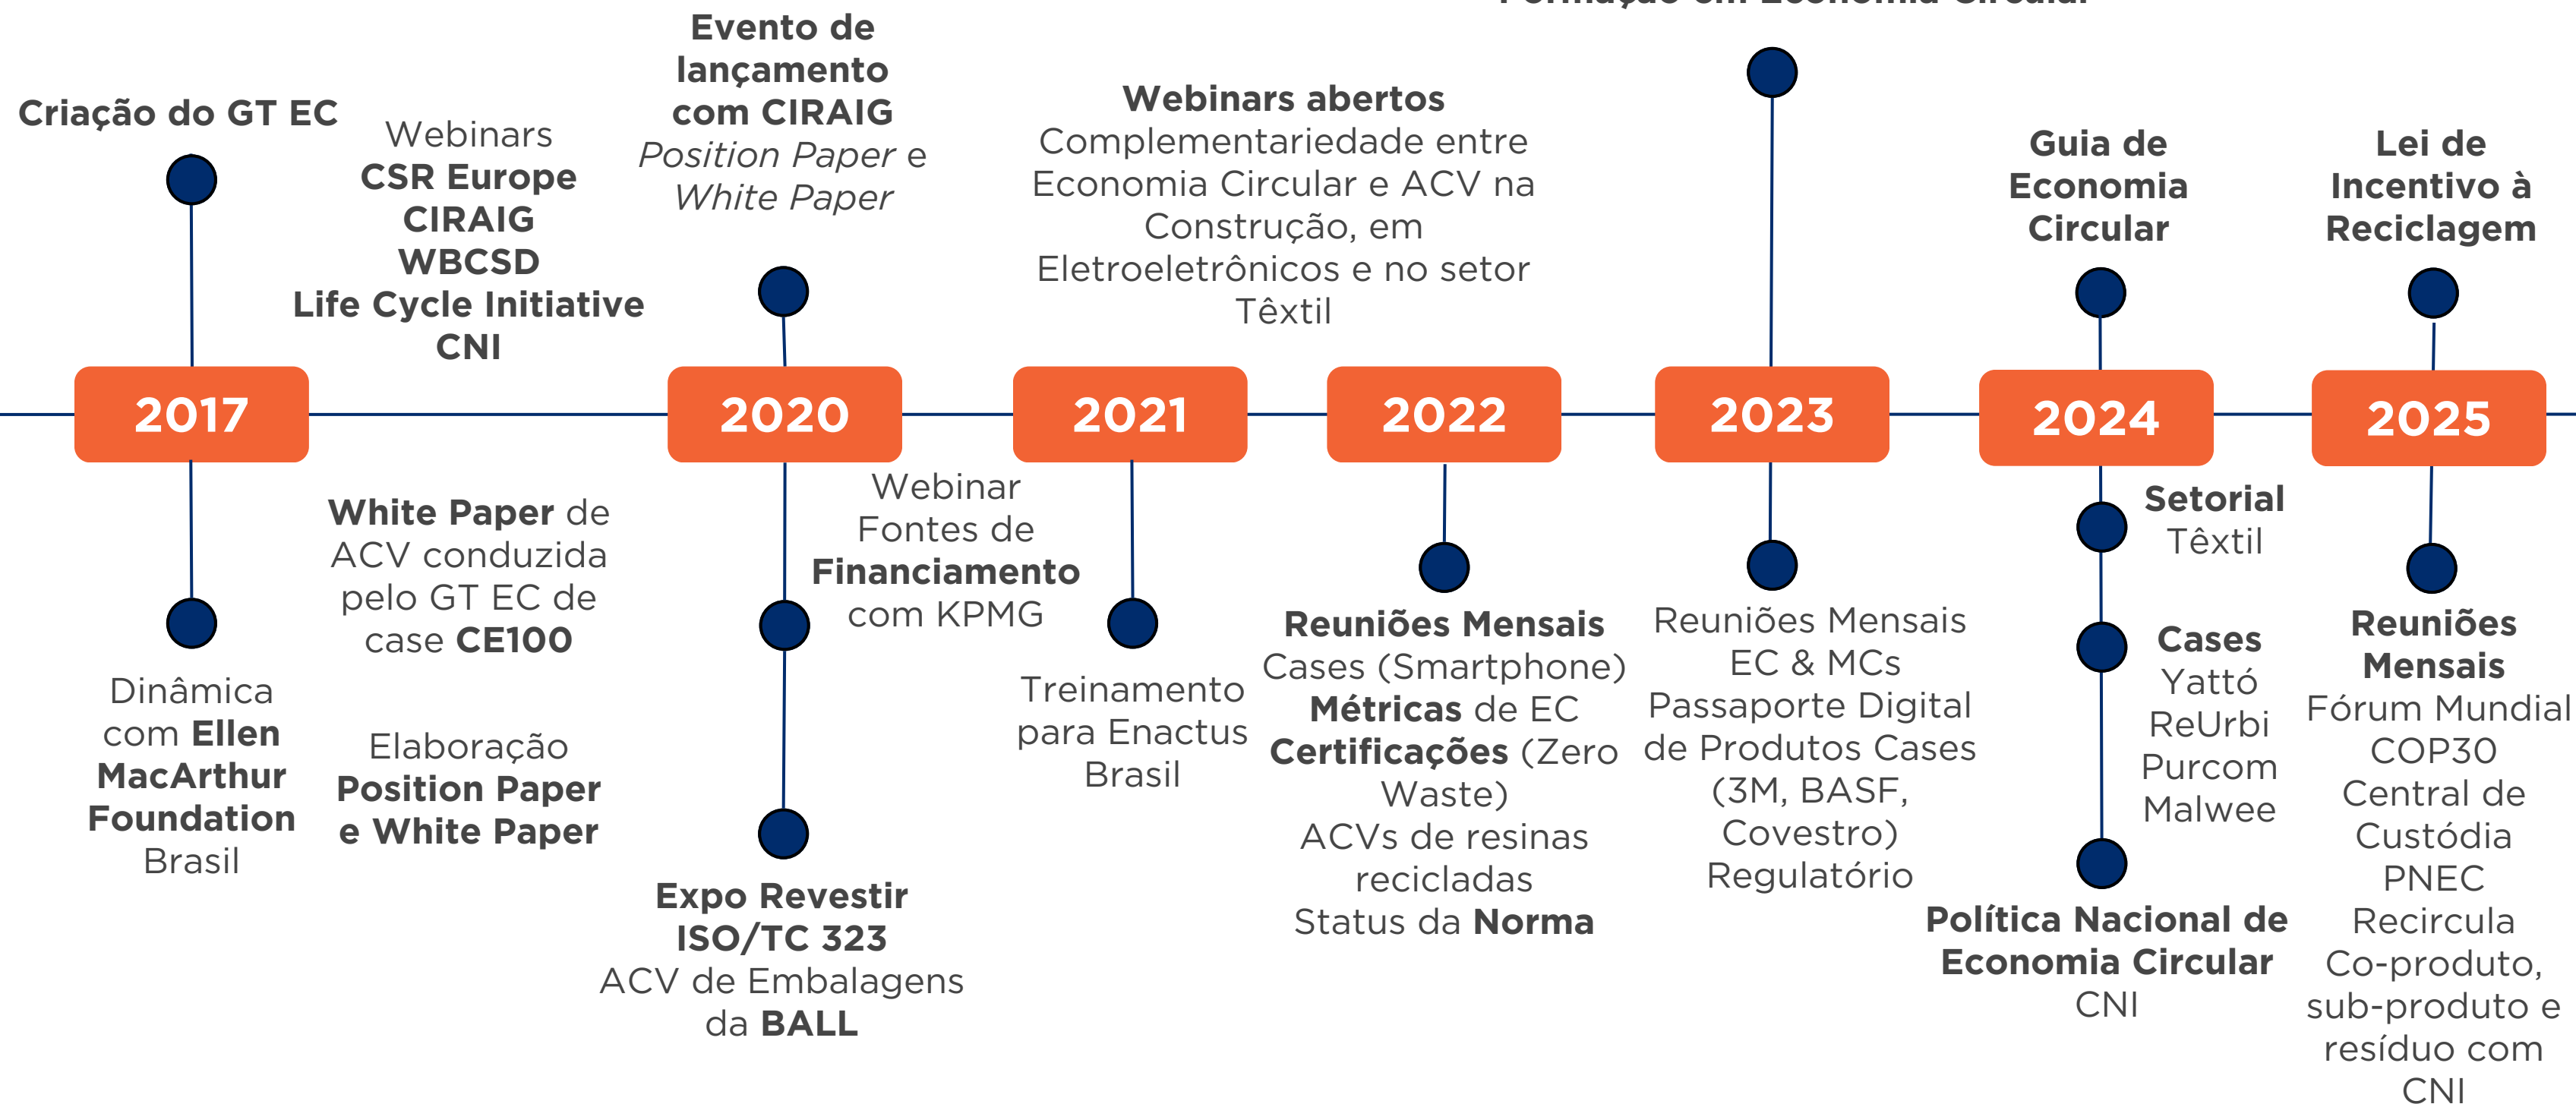 Formação em Economia Circular
Criação do GT EC
Webinars
CSR Europe
CIRAIG
WBCSD
Life Cycle Initiative
CNI
Evento de
lançamento
com CIRAIG
Position Paper e
White Paper
Webinars abertos
Complementariedade entre
Economia Circular e ACV na
Construção, em
Eletroeletrônicos e no setor
Têxtil
Guia de
Economia
Circular
Lei de
Incentivo à
Reciclagem
2017
2020
2021
2022
2023
2024
2025
Dinâmica
com Ellen
MacArthur
Foundation
Brasil
White Paper de
ACV conduzida
pelo GT EC de
case CE100
Elaboração
Position Paper
e White Paper
Expo Revestir
ISO/TC 323
ACV de Embalagens
da BALL
Webinar
Fontes de
Financiamento
com KPMG
Treinamento
para Enactus
Brasil
Reuniões Mensais
Cases (Smartphone)
Métricas de EC
Certificações (Zero
Waste)
ACVs de resinas
recicladas
Status da Norma
Reuniões Mensais
EC & MCs
Passaporte Digital
de Produtos Cases
(3M, BASF,
Covestro)
Regulatório
Setorial
Têxtil
Cases
Yattó
ReUrbi
Purcom
Malwee
Política Nacional de
Economia Circular
CNI
Reuniões
Mensais
Fórum Mundial
COP30
Central de
Custódia
PNEC
Recircula
Co-produto,
sub-produto e
resíduo com
CNI